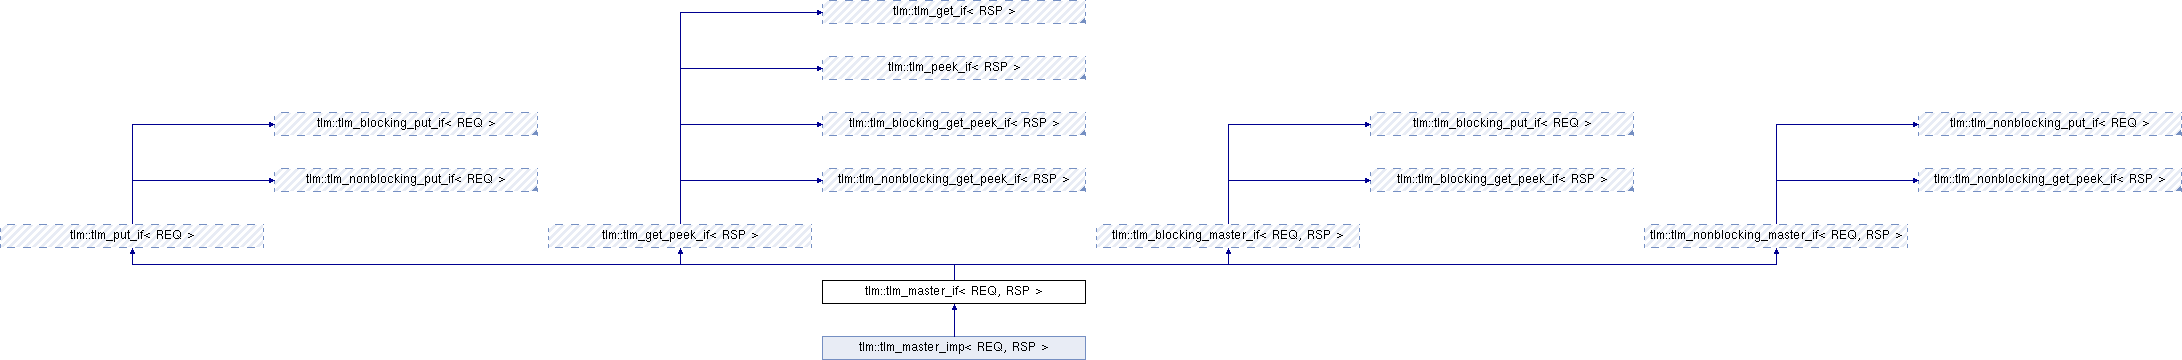 tlm::tlm_get_if< RSP >
tlm::tlm_peek_if< RSP >
tlm::tlm_blocking_put_if< REQ >
tlm::tlm_blocking_get_peek_if< RSP >
tlm::tlm_blocking_put_if< REQ >
tlm::tlm_nonblocking_put_if< REQ >
tlm::tlm_nonblocking_put_if< REQ >
tlm::tlm_nonblocking_get_peek_if< RSP >
tlm::tlm_blocking_get_peek_if< RSP >
tlm::tlm_nonblocking_get_peek_if< RSP >
tlm::tlm_put_if< REQ >
tlm::tlm_get_peek_if< RSP >
tlm::tlm_blocking_master_if< REQ, RSP >
tlm::tlm_nonblocking_master_if< REQ, RSP >
tlm::tlm_master_if< REQ, RSP >
tlm::tlm_master_imp< REQ, RSP >